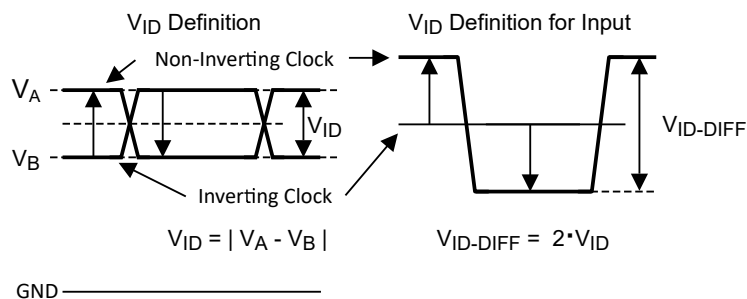 V_ID Definition
V_ID Definition for Input
Non-Inverting Clock
V_A
V_ID
V_B
V_ID-DIFF
Inverting Clock
V_ID = | V_A - V_B |
V_ID-DIFF = 2·V_ID
GND